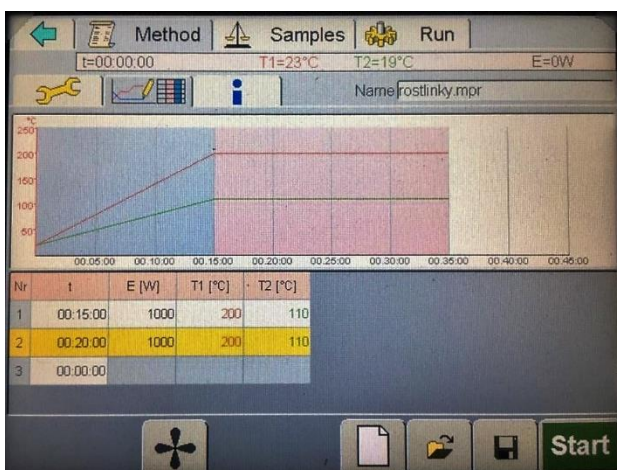 Method Samples Run
t=00:00:00 T1=23°C T2=19°C E=0W
Name rostlinky.mpr
°C
250
200
150
100
50
00:05:00 00:10:00 00:15:00 00:20:00 00:25:00 00:30:00 00:35:00 00:40:00 00:45:00
Nr t E [W] T1 [°C] T2 [°C]
1 00:15:00 1000 200 110
2 00:20:00 1000 200 110
3 00:00:00
Start